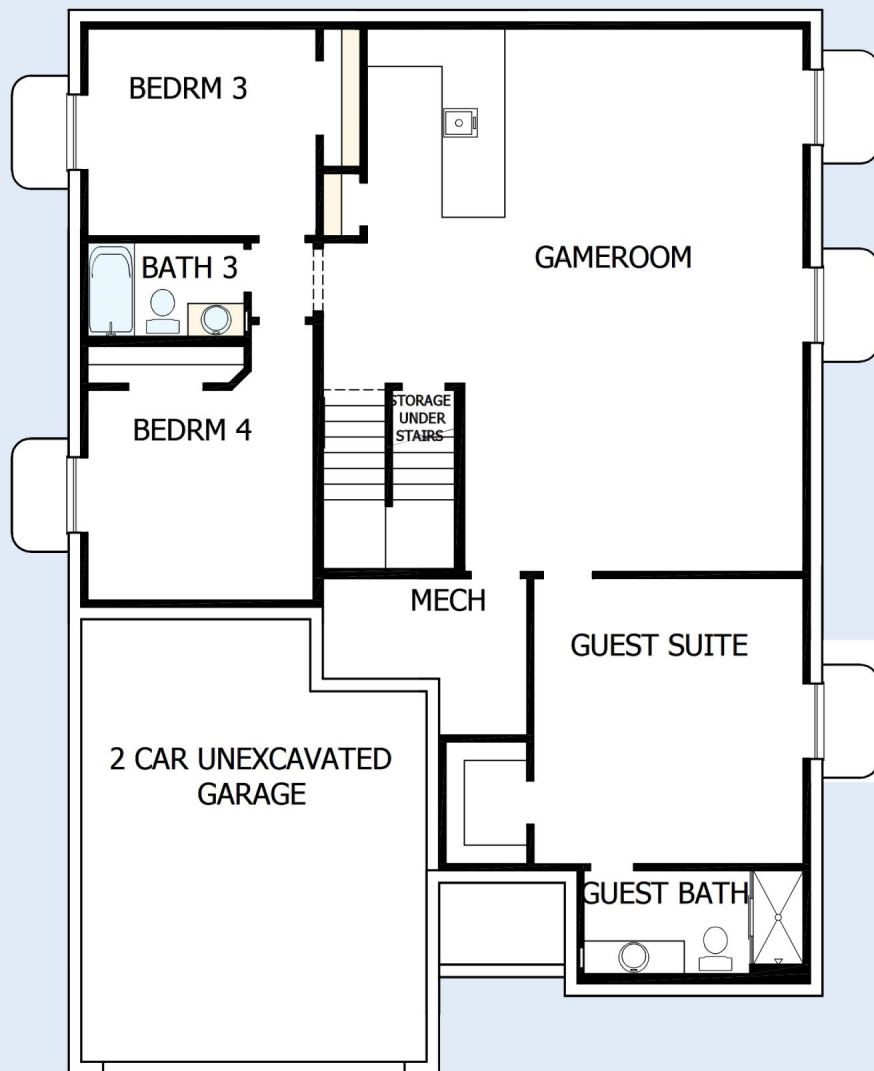 BEDRM 3
BATH 3
GAMEROOM
STORAGE
UNDER
STAIRS
BEDRM 4
MECH
GUEST SUITE
2 CAR UNEXCAVATED
GARAGE
GUEST BATH